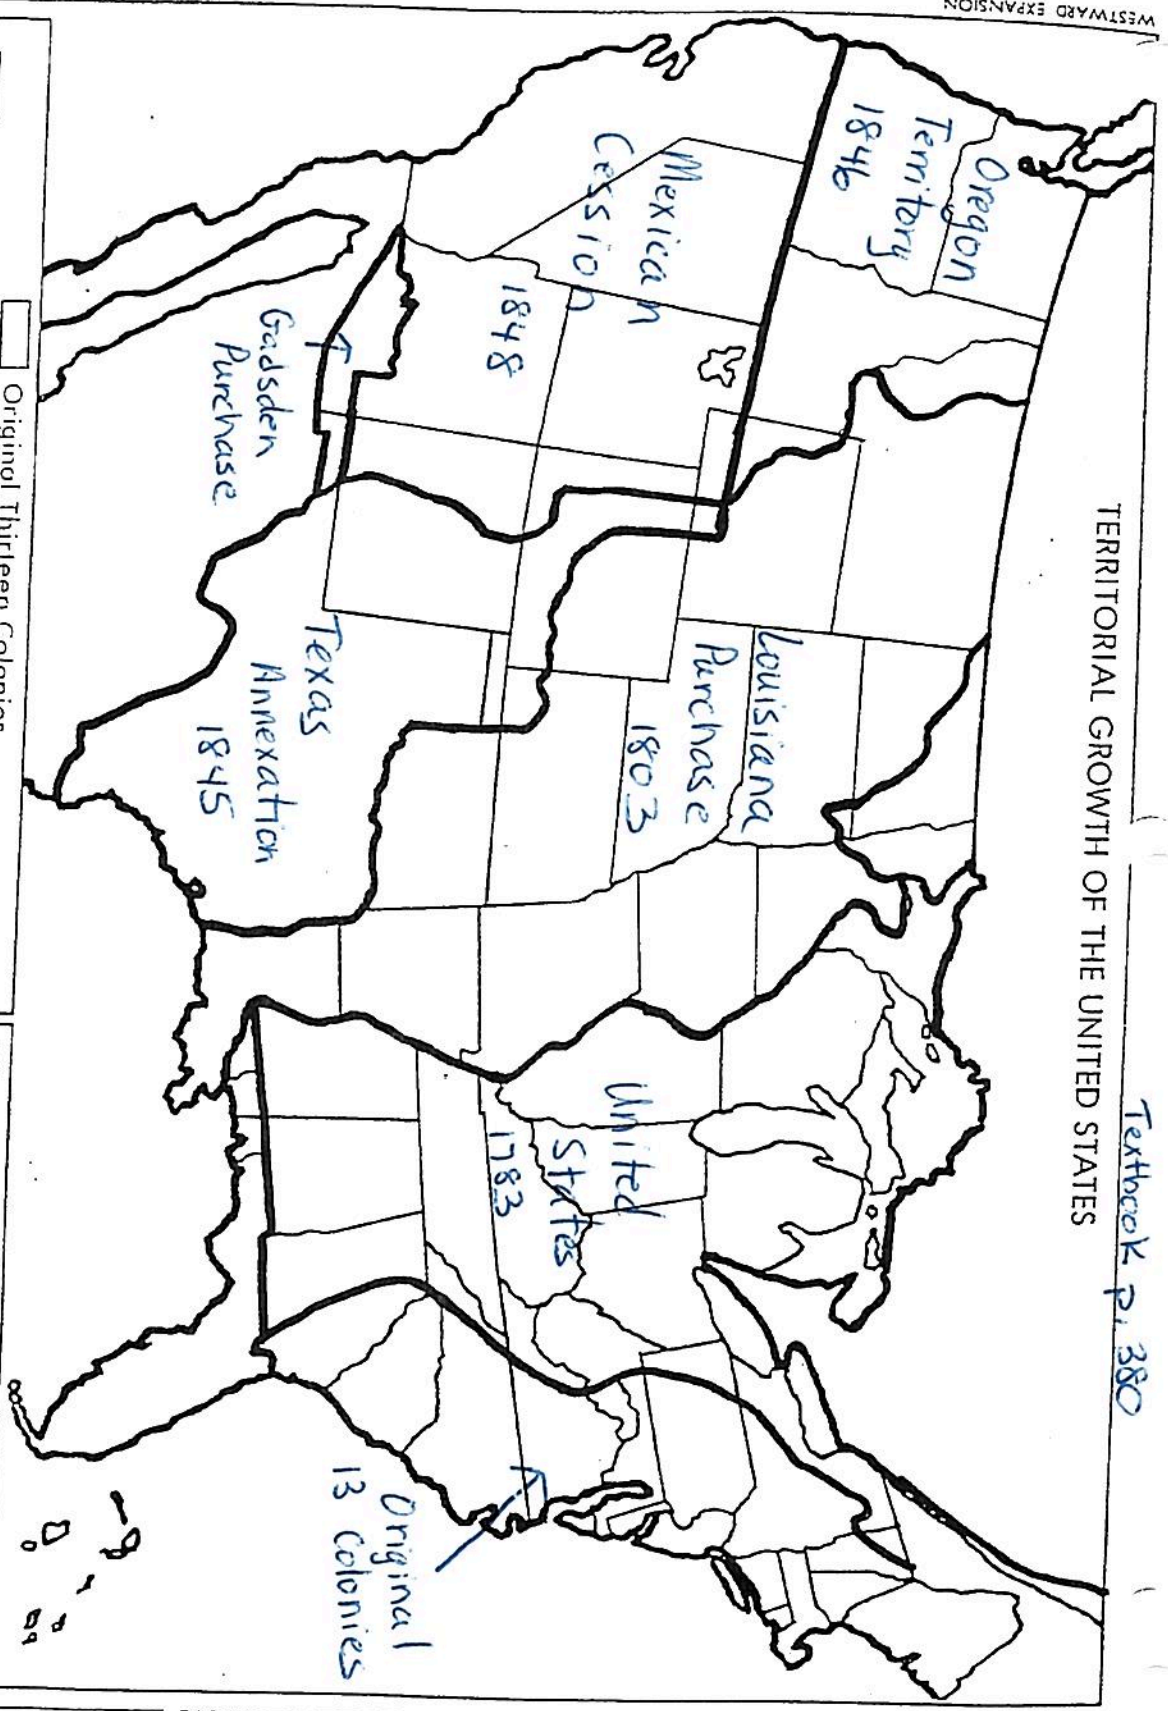 WESTWARD EXPANSION
Textbook p. 380
TERRITORIAL GROWTH OF THE UNITED STATES
Oregon
Territory
1846
Mexican
Cession
1848
Gadsden
Purchase
Louisiana
Purchase
1803
Texas
Annexation
1845
United
States
1783
Original
13 Colonies
Original Thirteen Colonies